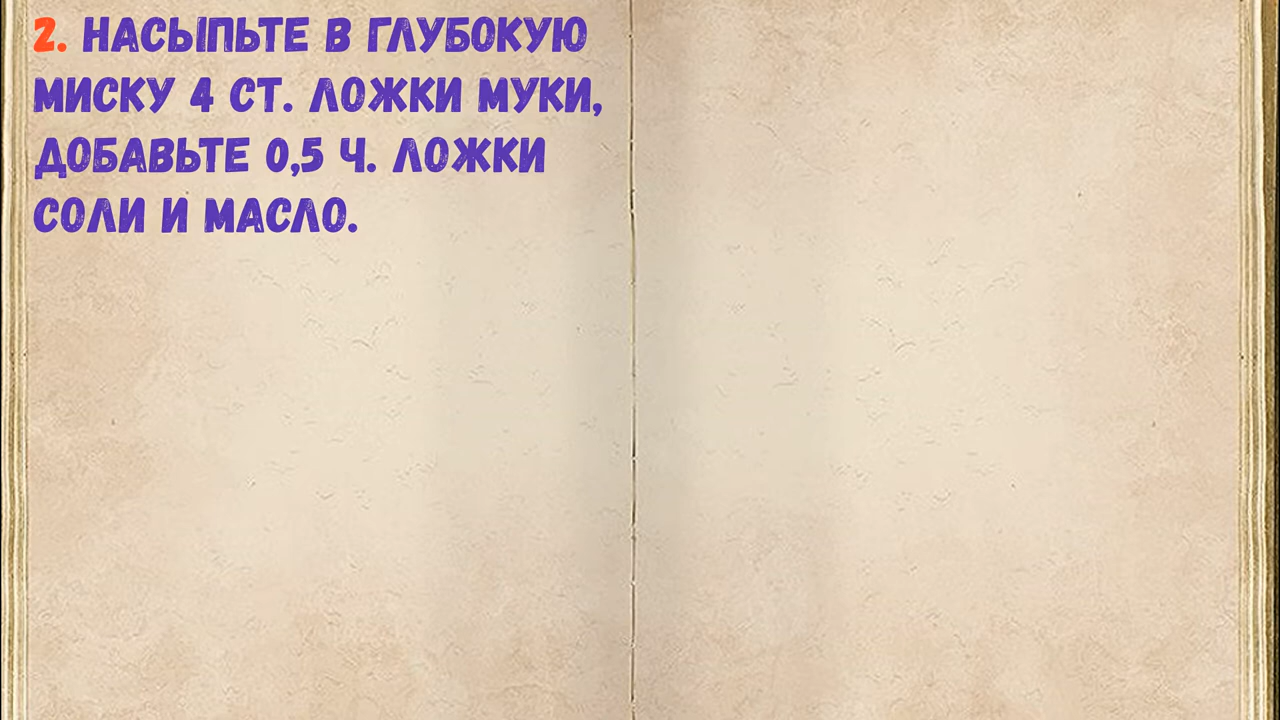 2. НАСЫПЬТЕ В ГЛУБОКУЮ
МИСКУ 4 СТ. ЛОЖКИ МУКИ,
ДОБАВЬТЕ 0,5 Ч. ЛОЖКИ
СОЛИ И МАСЛО.